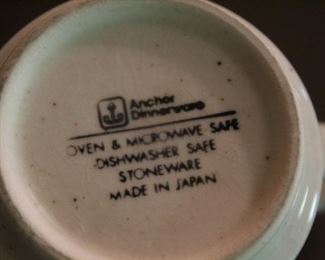 Anchor
Dinnerware
OVEN & MICROWAVE SAFE
DISHWASHER SAFE
STONEWARE
MADE IN JAPAN